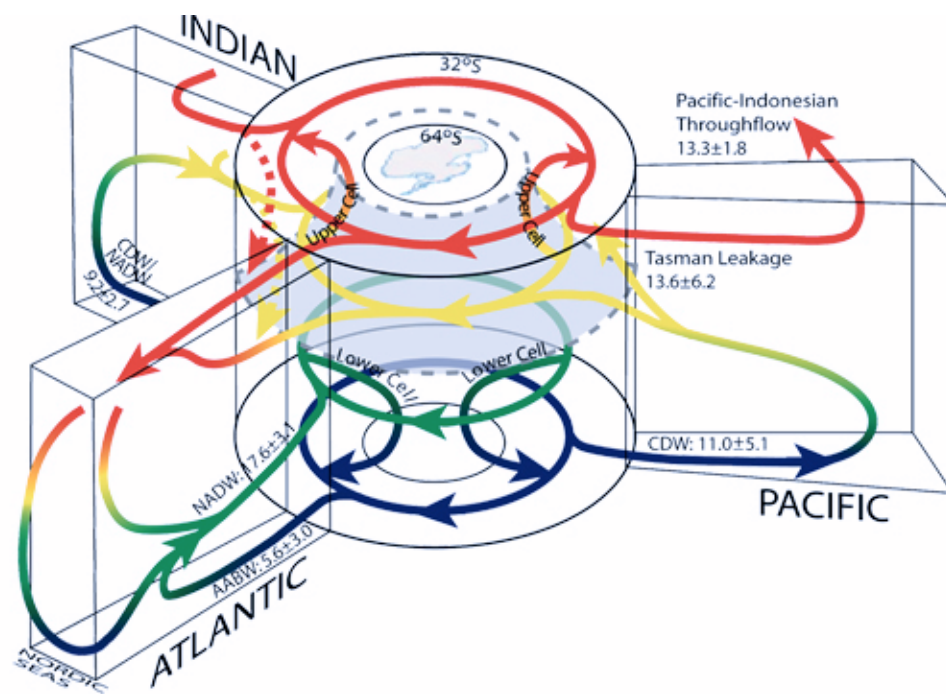 INDIAN
32°S
64°S
Pacific-Indonesian
Throughflow
13.3±1.8
Upper Cell
Upper Cell
CDW/
NADW
9.2±2.7
Tasman Leakage
13.6±6.2
Lower Cell
Lower Cell
NADW: 17.6±3.1
CDW: 11.0±5.1
PACIFIC
AABW: 5.6±3.0
ATLANTIC
NORDIC
SEAS